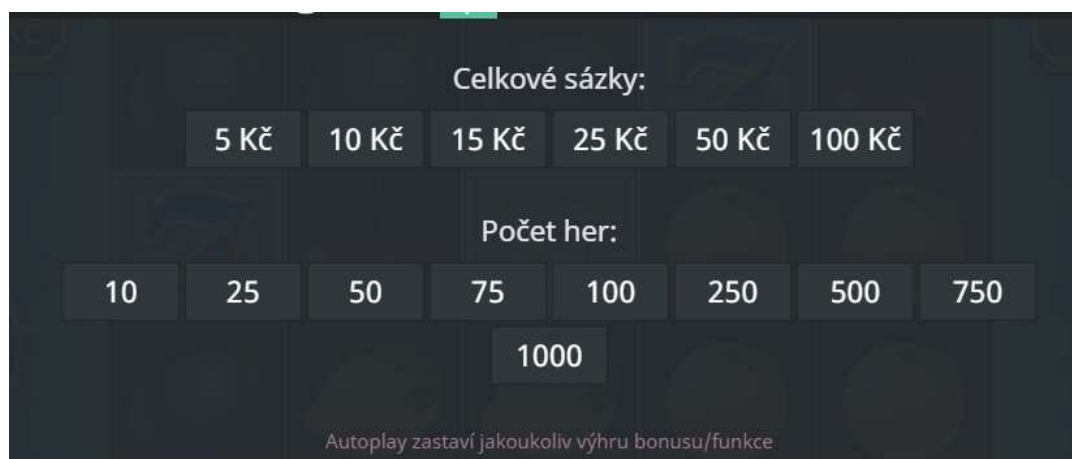 Celkové sázky:
5 Kč 10 Kč 15 Kč 25 Kč 50 Kč 100 Kč
Počet her:
10 25 50 75 100 250 500 750
1000
Autoplay zastaví jakoukoliv výhru bonusu/funkce